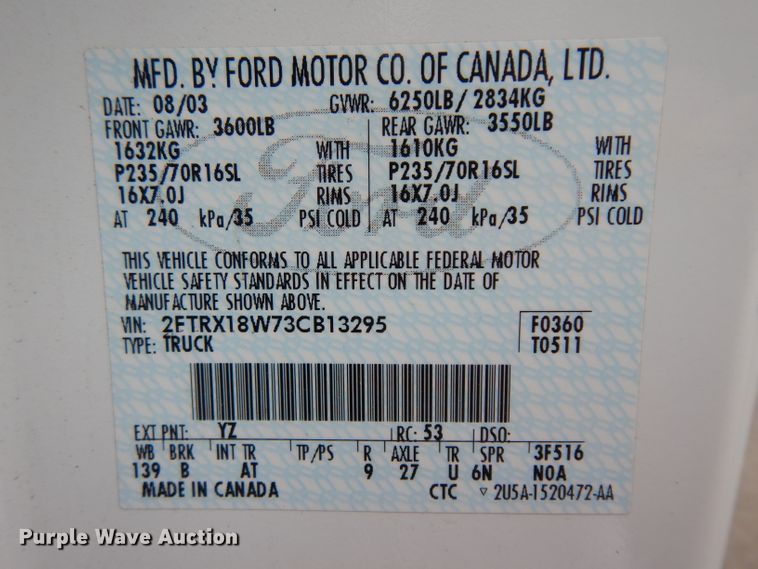 MFD. BY FORD MOTOR CO. OF CANADA, LTD.
DATE: 08/03 GVWR: 6250LB/ 2834KG
FRONT GAWR: 3600LB REAR GAWR: 3550LB
1632KG WITH 1610KG WITH
P235/70R16SL TIRES P235/70R16SL TIRES
16X7.0J RIMS 16X7.0J RIMS
AT 240 kPa/35 PSI COLD AT 240 kPa/35 PSI COLD
Ford
THIS VEHICLE CONFORMS TO ALL APPLICABLE FEDERAL MOTOR
VEHICLE SAFETY STANDARDS IN EFFECT ON THE DATE OF
MANUFACTURE SHOWN ABOVE.
VIN: 2FTRX18W73CB13295 F0360
TYPE: TRUCK T0511
EXT PNT: YZ RC: 53 DSO:
WB BRK INT TR TP/PS R AXLE TR SPR 3F516
139 B AT 9 27 U 6N NOA
MADE IN CANADA CTC ▽ 2U5A-1520472-AA
Purple Wave Auction